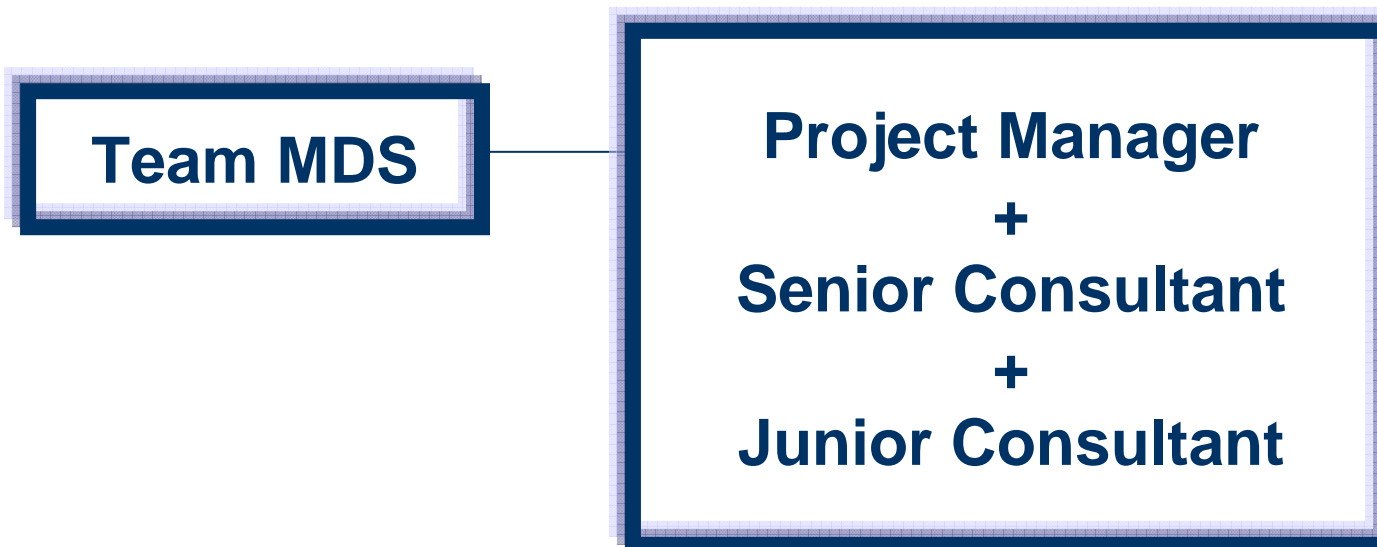 Team MDS
Project Manager
+
Senior Consultant
+
Junior Consultant